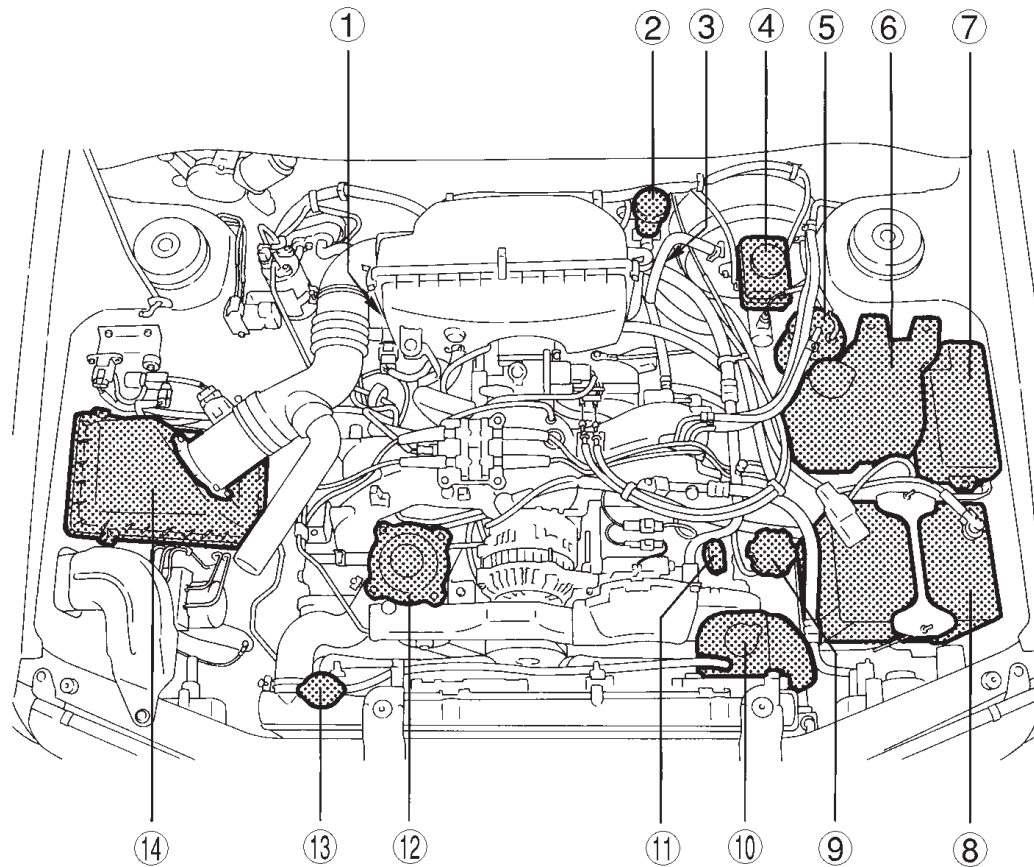 ① ② ③ ④ ⑤ ⑥ ⑦
⑭ ⑬ ⑫ ⑪ ⑩ ⑨ ⑧